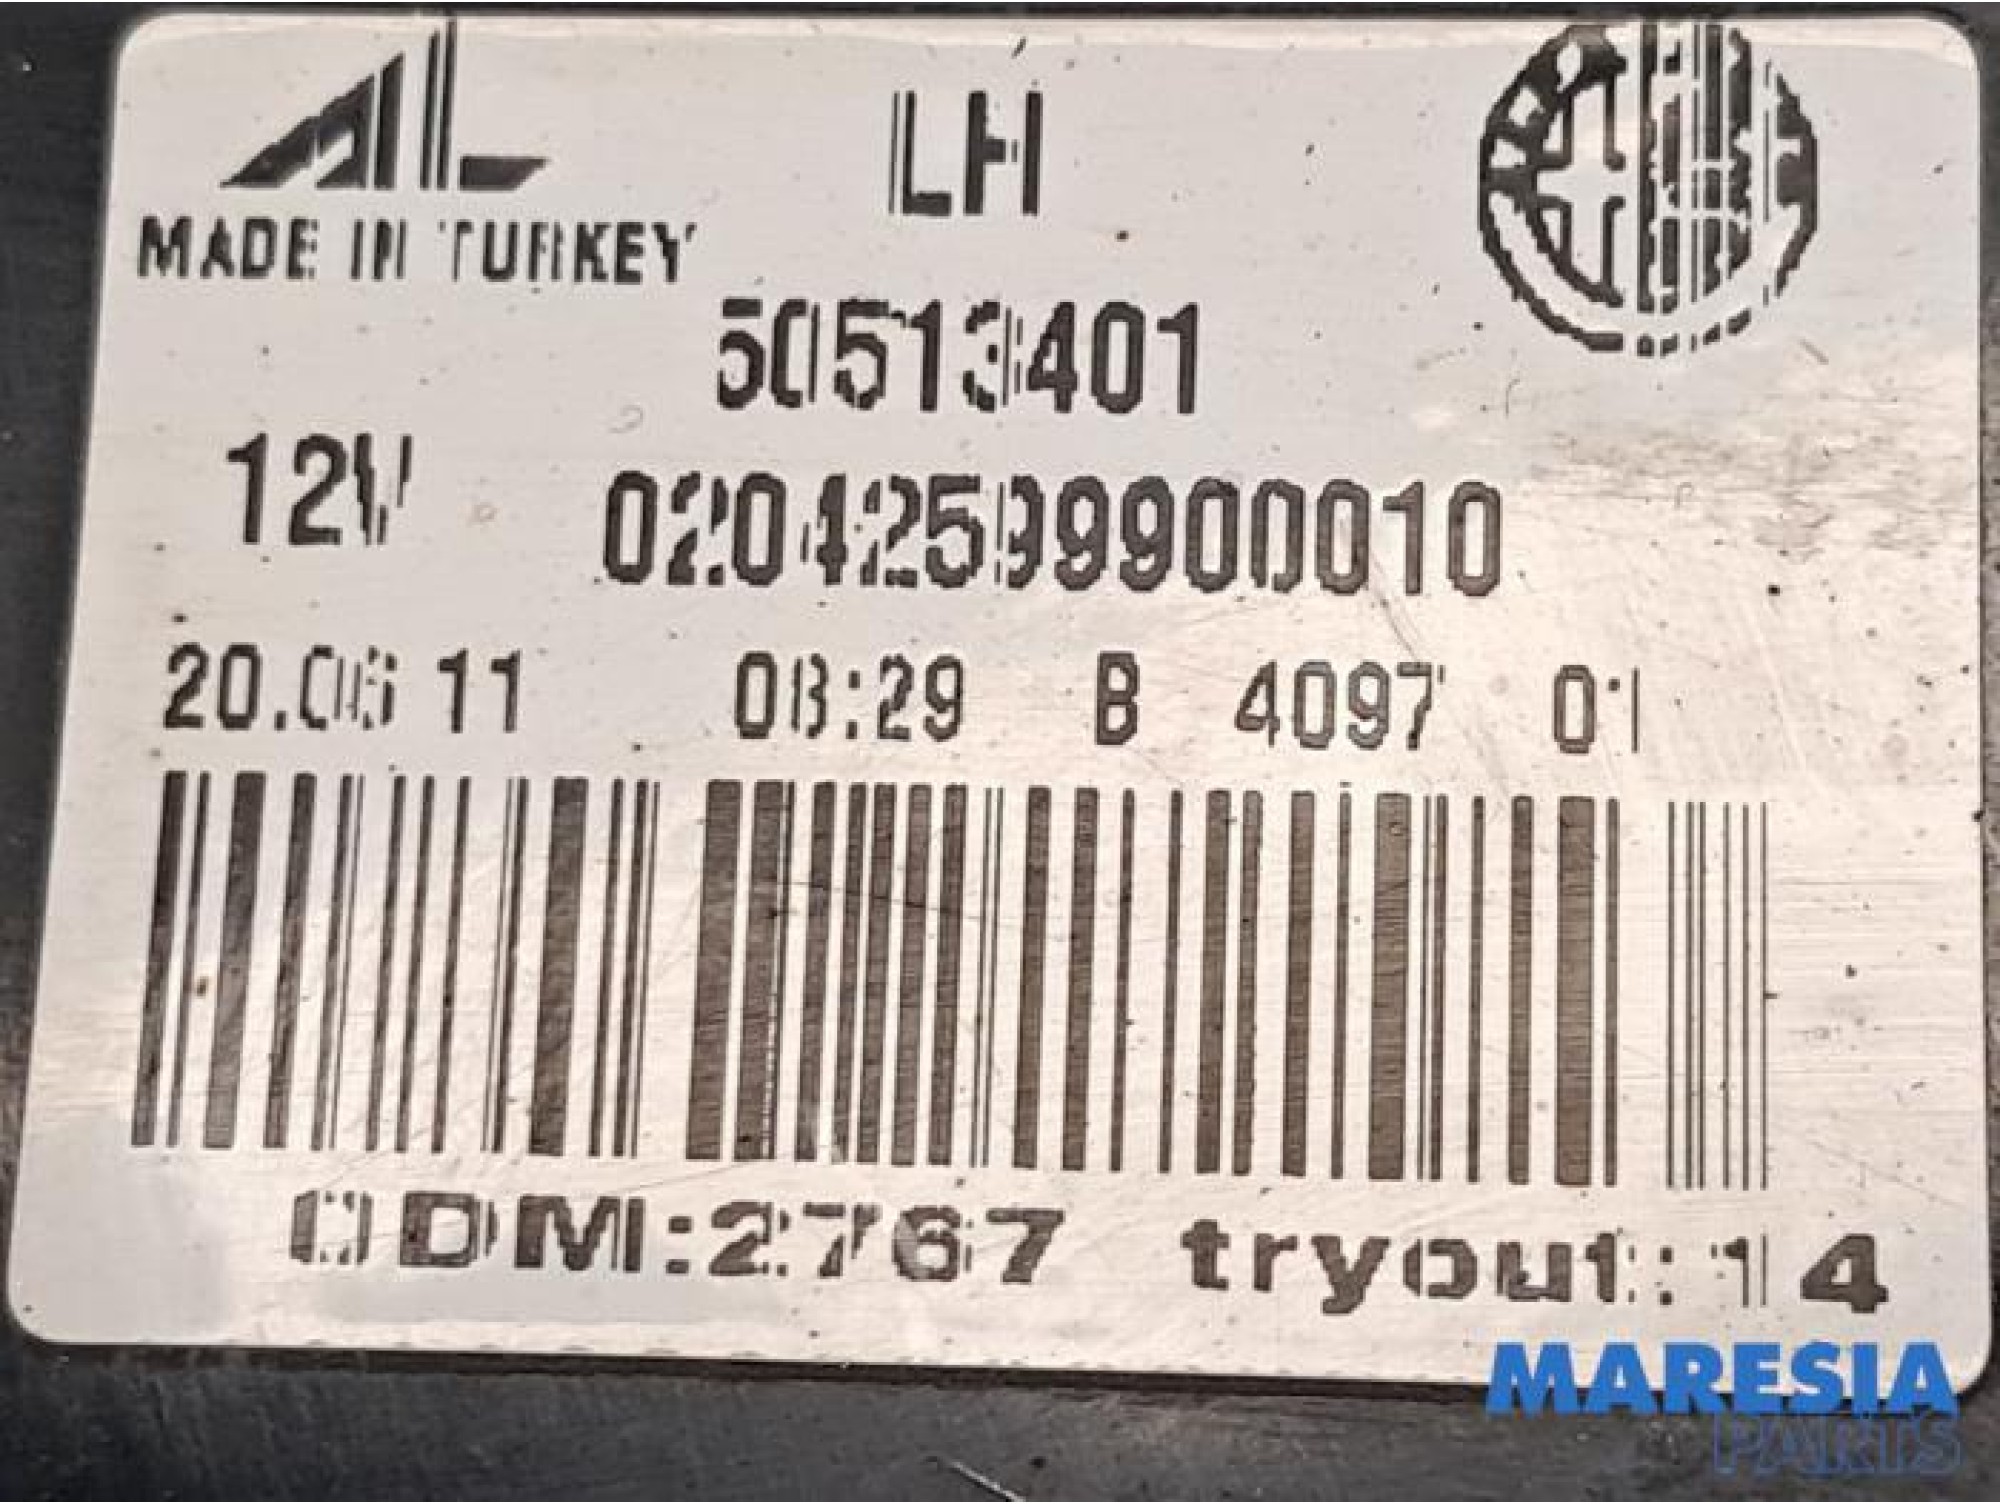 AL LH
MADE IN TURKEY
50513401
12V 02042599900010
20.06 11 08:29 B 4097 01
ODM:2767 tryout:14
MARESIA
PARTS